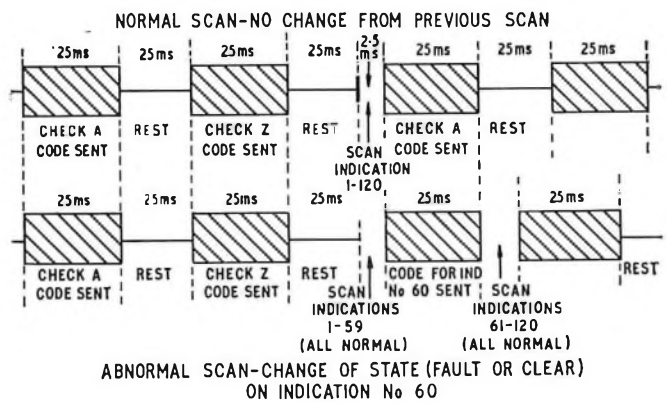 NORMAL SCAN-NO CHANGE FROM PREVIOUS SCAN
25ms 25ms 25ms 25ms 2·5 ms 25ms 25ms 25ms
CHECK A CODE SENT
REST
CHECK Z CODE SENT
REST
SCAN INDICATION 1-120
CHECK A CODE SENT
REST
25ms 25ms 25ms 25ms 25ms 25ms
CHECK A CODE SENT
REST
CHECK Z CODE SENT
REST
SCAN INDICATIONS 1-59 (ALL NORMAL)
CODE FOR IND No 60 SENT
SCAN INDICATIONS 61-120 (ALL NORMAL)
REST
ABNORMAL SCAN-CHANGE OF STATE (FAULT OR CLEAR)
ON INDICATION No 60